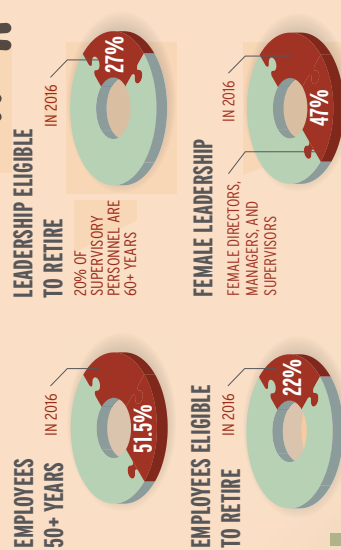 EMPLOYEES
50+ YEARS
IN 2016
51.5%
LEADERSHIP ELIGIBLE
TO RETIRE
IN 2016
20% OF
SUPERVISORY
PERSONNEL ARE
60+ YEARS
27%
EMPLOYEES ELIGIBLE
TO RETIRE
IN 2016
22%
FEMALE LEADERSHIP
IN 2016
FEMALE DIRECTORS,
MANAGERS, AND
SUPERVISORS
47%